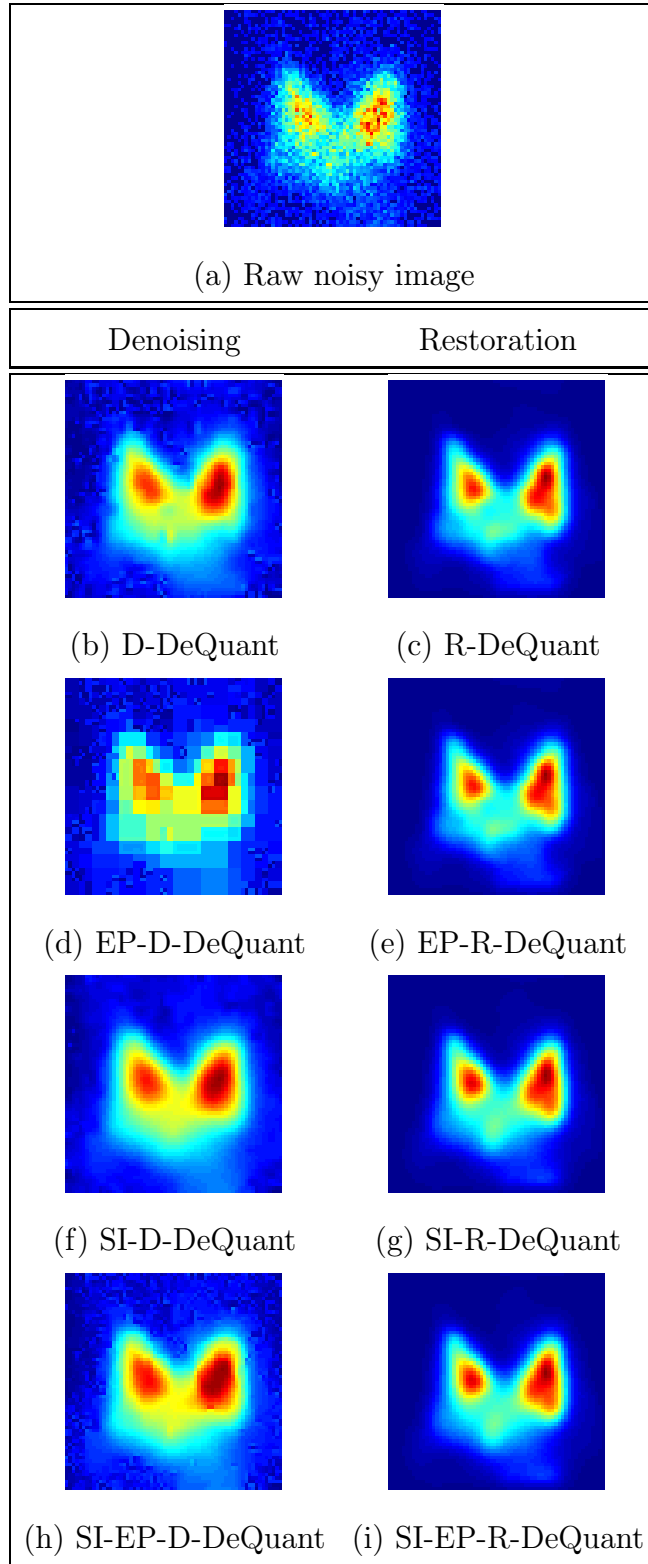 (a) Raw noisy image
Denoising Restoration
(b) D-DeQuant (c) R-DeQuant
(d) EP-D-DeQuant (e) EP-R-DeQuant
(f) SI-D-DeQuant (g) SI-R-DeQuant
(h) SI-EP-D-DeQuant (i) SI-EP-R-DeQuant